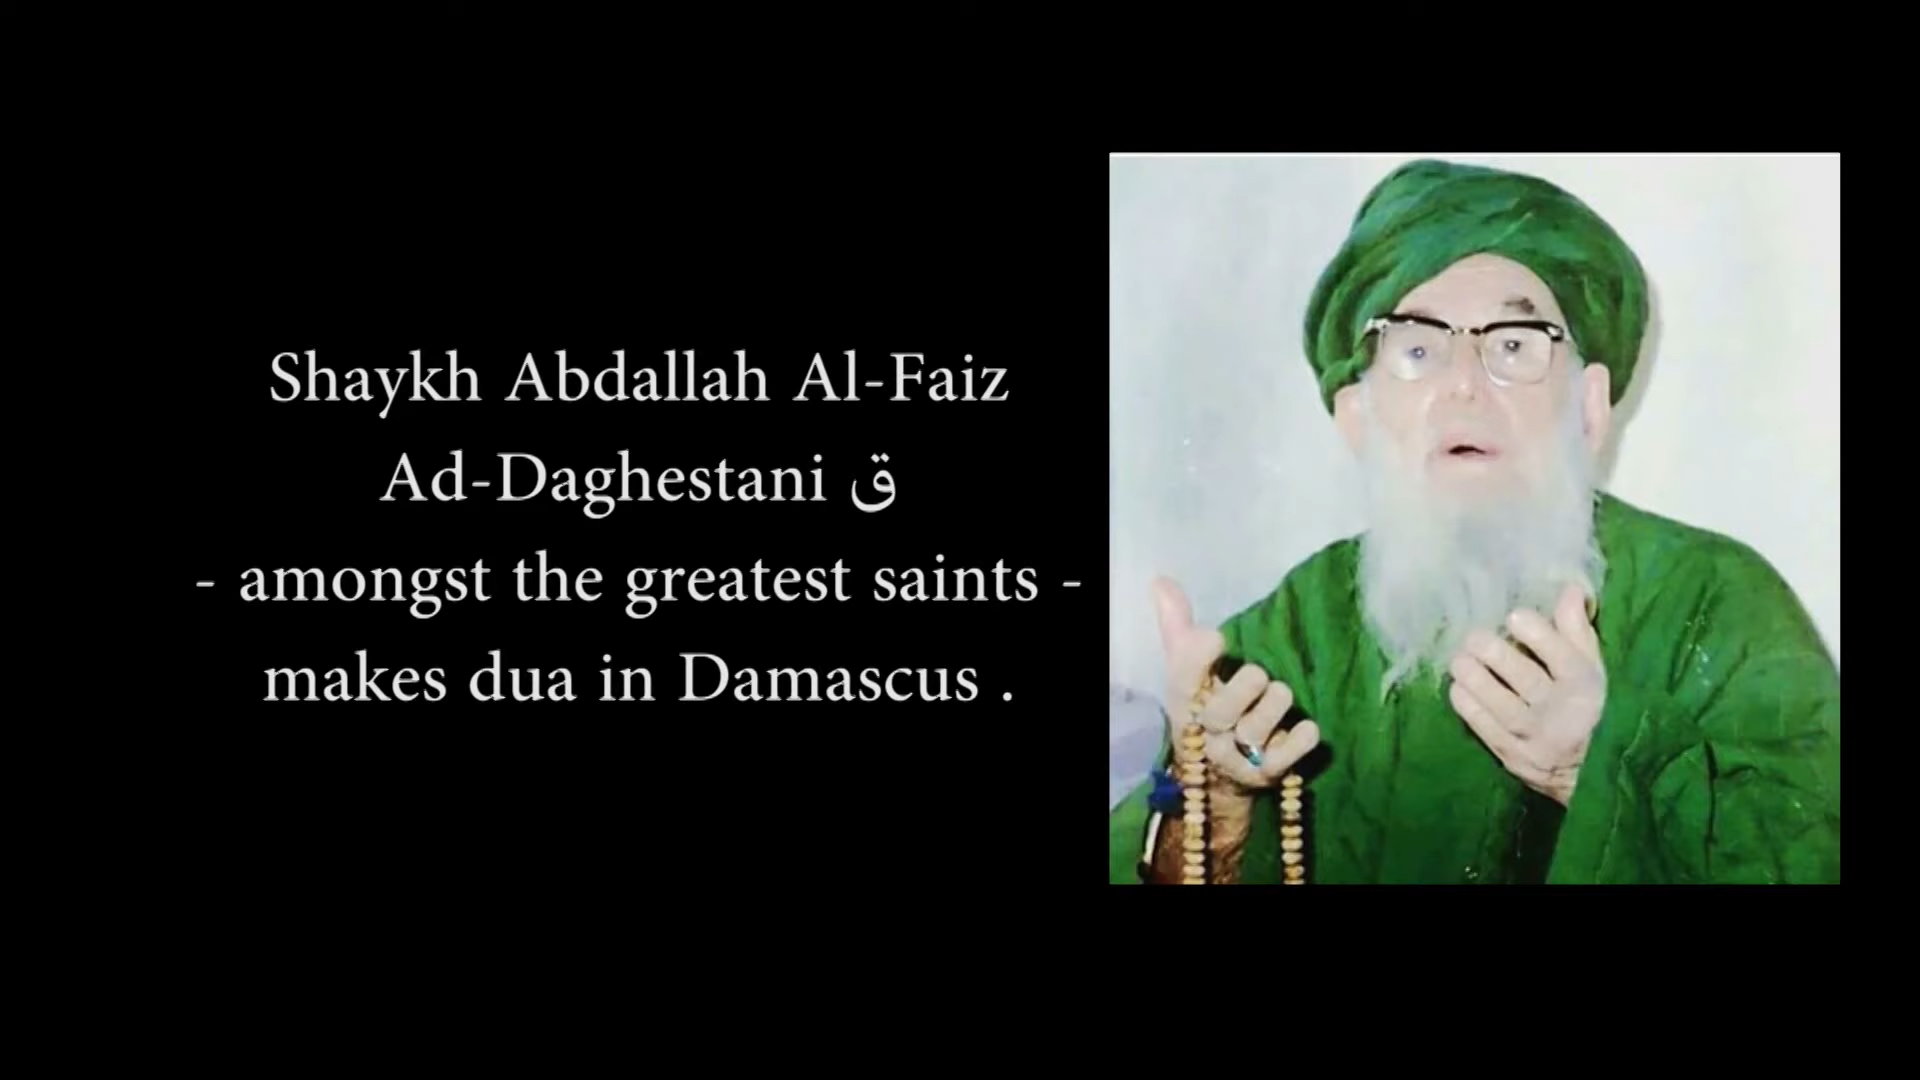 Shaykh Abdallah Al-Faiz
Ad-Daghestani ق
- amongst the greatest saints -
makes dua in Damascus .